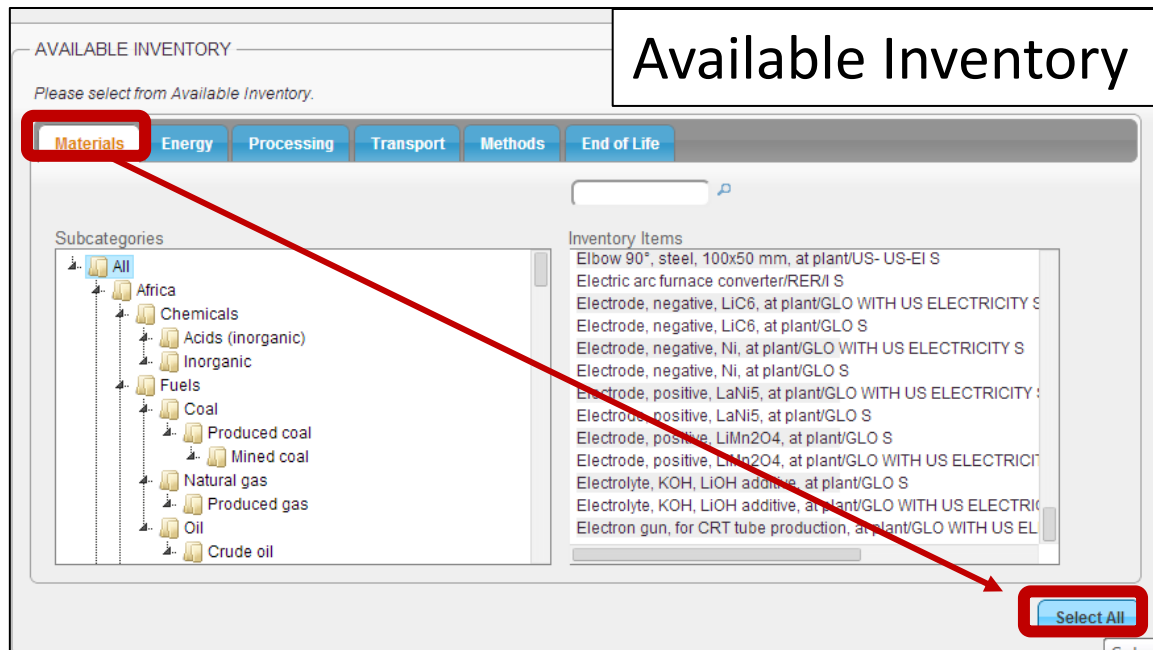 Available Inventory
AVAILABLE INVENTORY
Please select from Available Inventory.
Materials Energy Processing Transport Methods End of Life
Subcategories
All
Africa
Chemicals
Acids (inorganic)
Inorganic
Fuels
Coal
Produced coal
Mined coal
Natural gas
Produced gas
Oil
Crude oil
Inventory Items
Elbow 90°, steel, 100x50 mm, at plant/US- US-EI S
Electric arc furnace converter/RER/I S
Electrode, negative, LiC6, at plant/GLO WITH US ELECTRICITY S
Electrode, negative, LiC6, at plant/GLO S
Electrode, negative, Ni, at plant/GLO WITH US ELECTRICITY S
Electrode, negative, Ni, at plant/GLO S
Electrode, positive, LaNi5, at plant/GLO WITH US ELECTRICITY
Electrode, positive, LaNi5, at plant/GLO S
Electrode, positive, LiMn2O4, at plant/GLO S
Electrode, positive, LiMn2O4, at plant/GLO WITH US ELECTRICI
Electrolyte, KOH, LiOH additive, at plant/GLO S
Electrolyte, KOH, LiOH additive, at plant/GLO WITH US ELECTRI
Electron gun, for CRT tube production, at plant/GLO WITH US EL
Select All